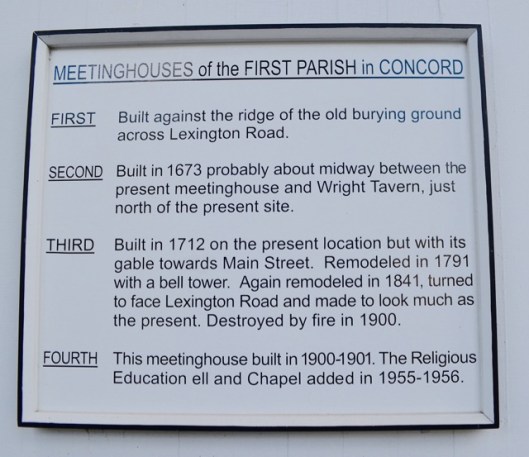 MEETINGHOUSES of the FIRST PARISH in CONCORD
FIRST Built against the ridge of the old burying ground
across Lexington Road.
SECOND Built in 1673 probably about midway between the
present meetinghouse and Wright Tavern, just
north of the present site.
THIRD Built in 1712 on the present location but with its
gable towards Main Street. Remodeled in 1791
with a bell tower. Again remodeled in 1841, turned
to face Lexington Road and made to look much as
the present. Destroyed by fire in 1900.
FOURTH This meetinghouse built in 1900-1901. The Religious
Education ell and Chapel added in 1955-1956.